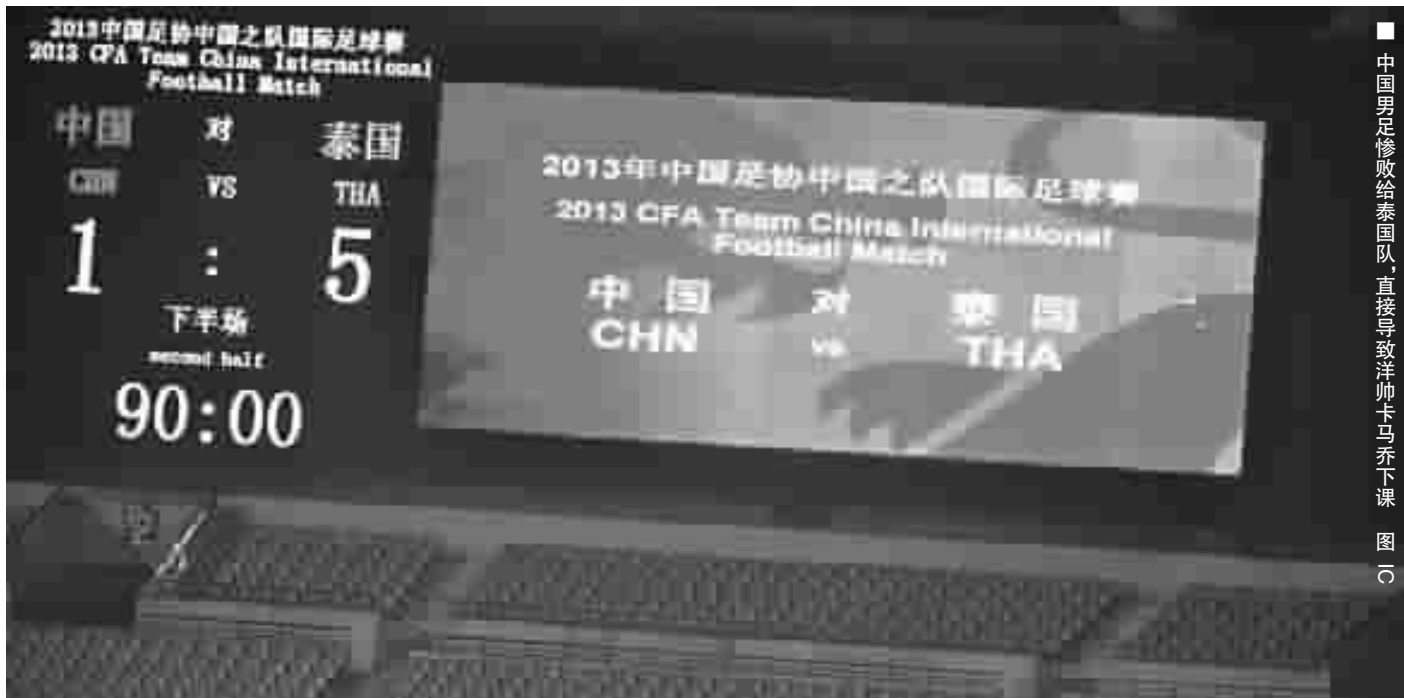 2013中国足协中国之队国际足球赛
2013 CFA Team China International
Football Match
中国 对 泰国
CHN VS THA
1 : 5
下半场
second half
90:00
2013年中国足协中国之队国际足球赛
2013 CFA Team China International
Football Match
中国 对 泰国
CHN vs THA
■ 中国男足惨败给泰国队,直接导致洋帅卡马乔下课 图 IC